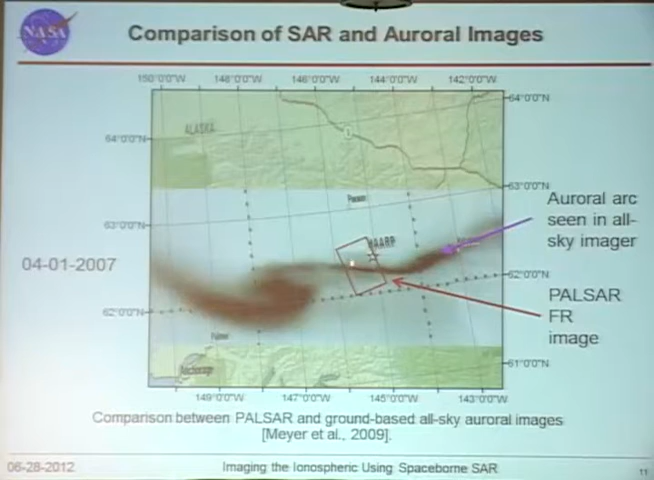 NASA
Comparison of SAR and Auroral Images
150°0'0"W 148°0'0"W 146°0'0"W 144°0'0"W 142°0'0"W
64°0'0"N
64°0'0"N
ALASKA
63°0'0"N
Paxson
63°0'0"N
HAARP
Auroral arc
seen in all-
sky imager
04-01-2007
62°0'0"N
62°0'0"N
PALSAR
FR
image
Palmer
61°0'0"N
Anchorage
149°0'0"W 147°0'0"W 145°0'0"W 143°0'0"W
Comparison between PALSAR and ground-based all-sky auroral images
[Meyer et al., 2009].
06-28-2012 Imaging the Ionospheric Using Spaceborne SAR 11